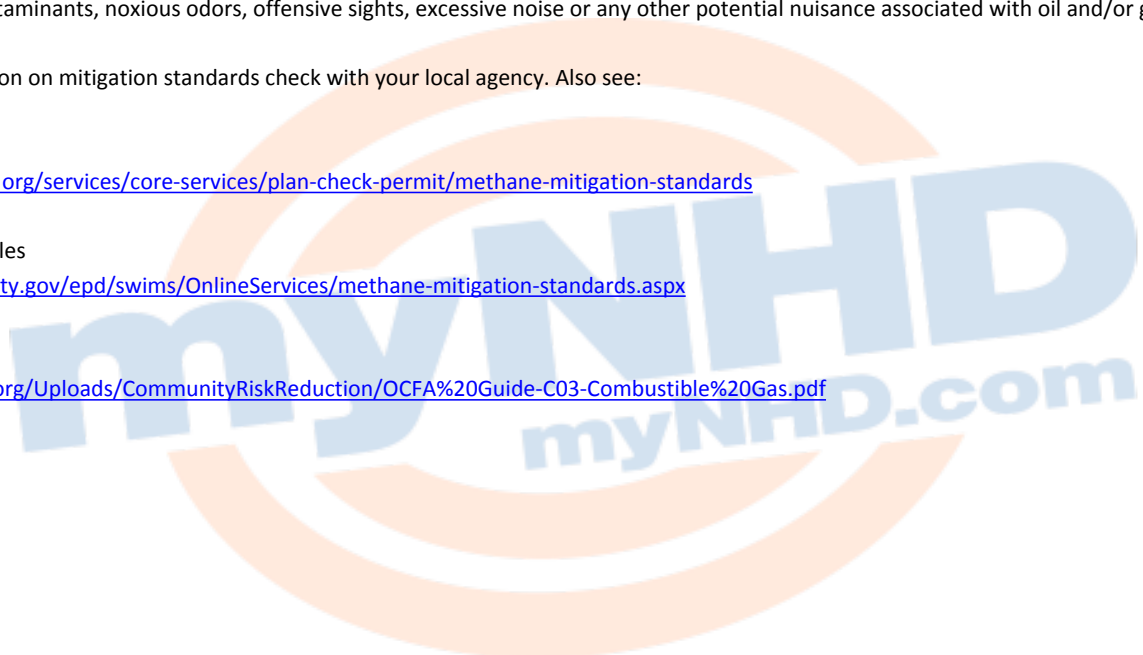 taminants, noxious odors, offensive sights, excessive noise or any other potential nuisance associated with oil and/or g
on on mitigation standards check with your local agency. Also see:
org/services/core-services/plan-check-permit/methane-mitigation-standards
les
ty.gov/epd/swims/OnlineServices/methane-mitigation-standards.aspx
org/Uploads/CommunityRiskReduction/OCFA%20Guide-C03-Combustible%20Gas.pdf
myNHD
myNHD.com